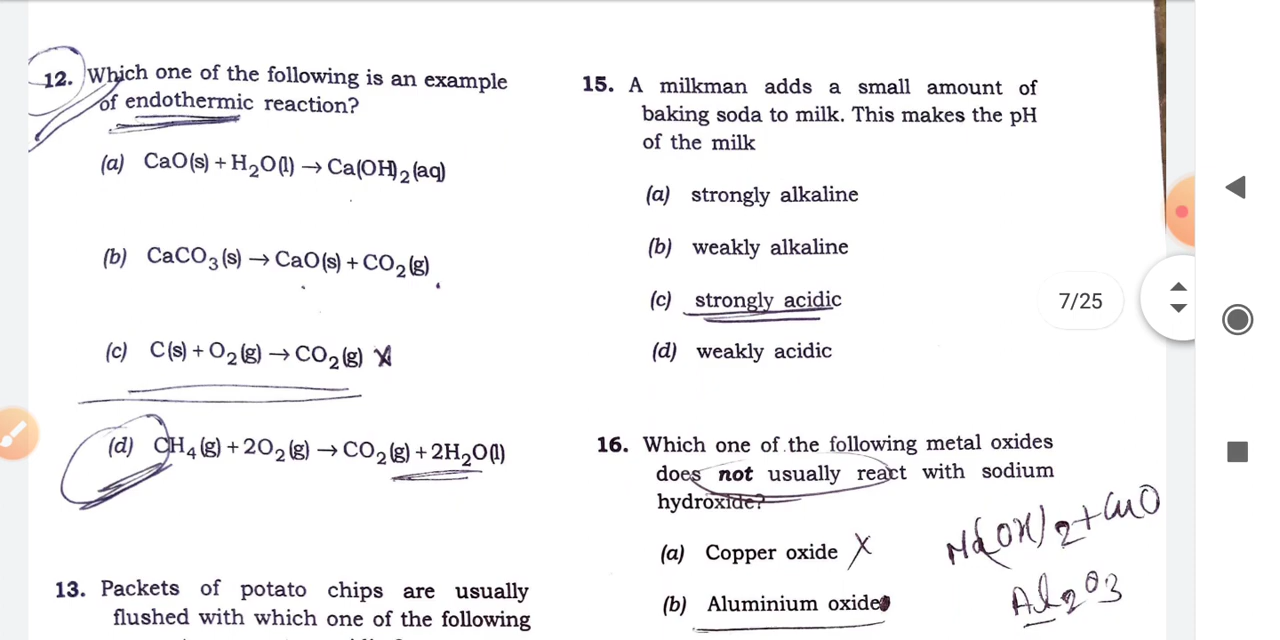 12. Which one of the following is an example
of endothermic reaction?
(a) CaO(s) + H₂O(l) → Ca(OH)₂(aq)
(b) CaCO₃(s) → CaO(s) + CO₂(g)
(c) C(s) + O₂(g) → CO₂(g) X
(d) CH₄(g) + 2O₂(g) → CO₂(g) + 2H₂O(l)
13. Packets of potato chips are usually
flushed with which one of the following
15. A milkman adds a small amount of
baking soda to milk. This makes the pH
of the milk
(a) strongly alkaline
(b) weakly alkaline
(c) strongly acidic
(d) weakly acidic
16. Which one of the following metal oxides
does not usually react with sodium
hydroxide?
(a) Copper oxide X
(b) Aluminium oxide
Al₂O₃
7/25